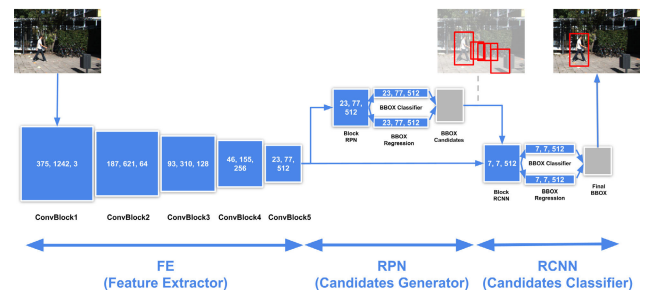 375, 1242, 3
187, 621, 64
93, 310, 128
46, 155,
256
23, 77,
512
ConvBlock1
ConvBlock2
ConvBlock3
ConvBlock4
ConvBlock5
23, 77,
512
Block
RPN
23, 77, 512
BBOX Classifier
23, 77, 512
BBOX
Regression
BBOX
Candidates
7, 7, 512
Block
RCNN
7, 7, 512
BBOX Classifier
7, 7, 512
BBOX
Regression
Final
BBOX
FE
(Feature Extractor)
RPN
(Candidates Generator)
RCNN
(Candidates Classifier)